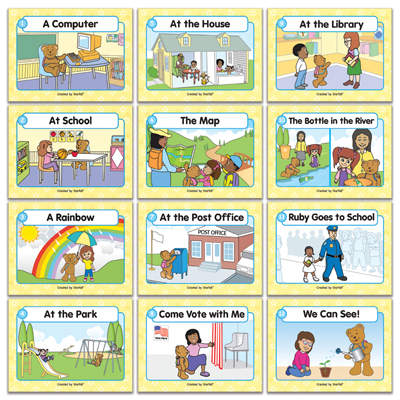 A Computer
Created by Starfall®
At the House
Created by Starfall®
At the Library
Created by Starfall®
At School
Created by Starfall®
The Map
Created by Starfall®
10
The Bottle in the River
Created by Starfall®
A Rainbow
Created by Starfall®
At the Post Office
POST OFFICE
Created by Starfall®
Ruby Goes to School
Created by Starfall®
At the Park
Created by Starfall®
Come Vote with Me
Created by Starfall®
12
We Can See!
Created by Starfall®